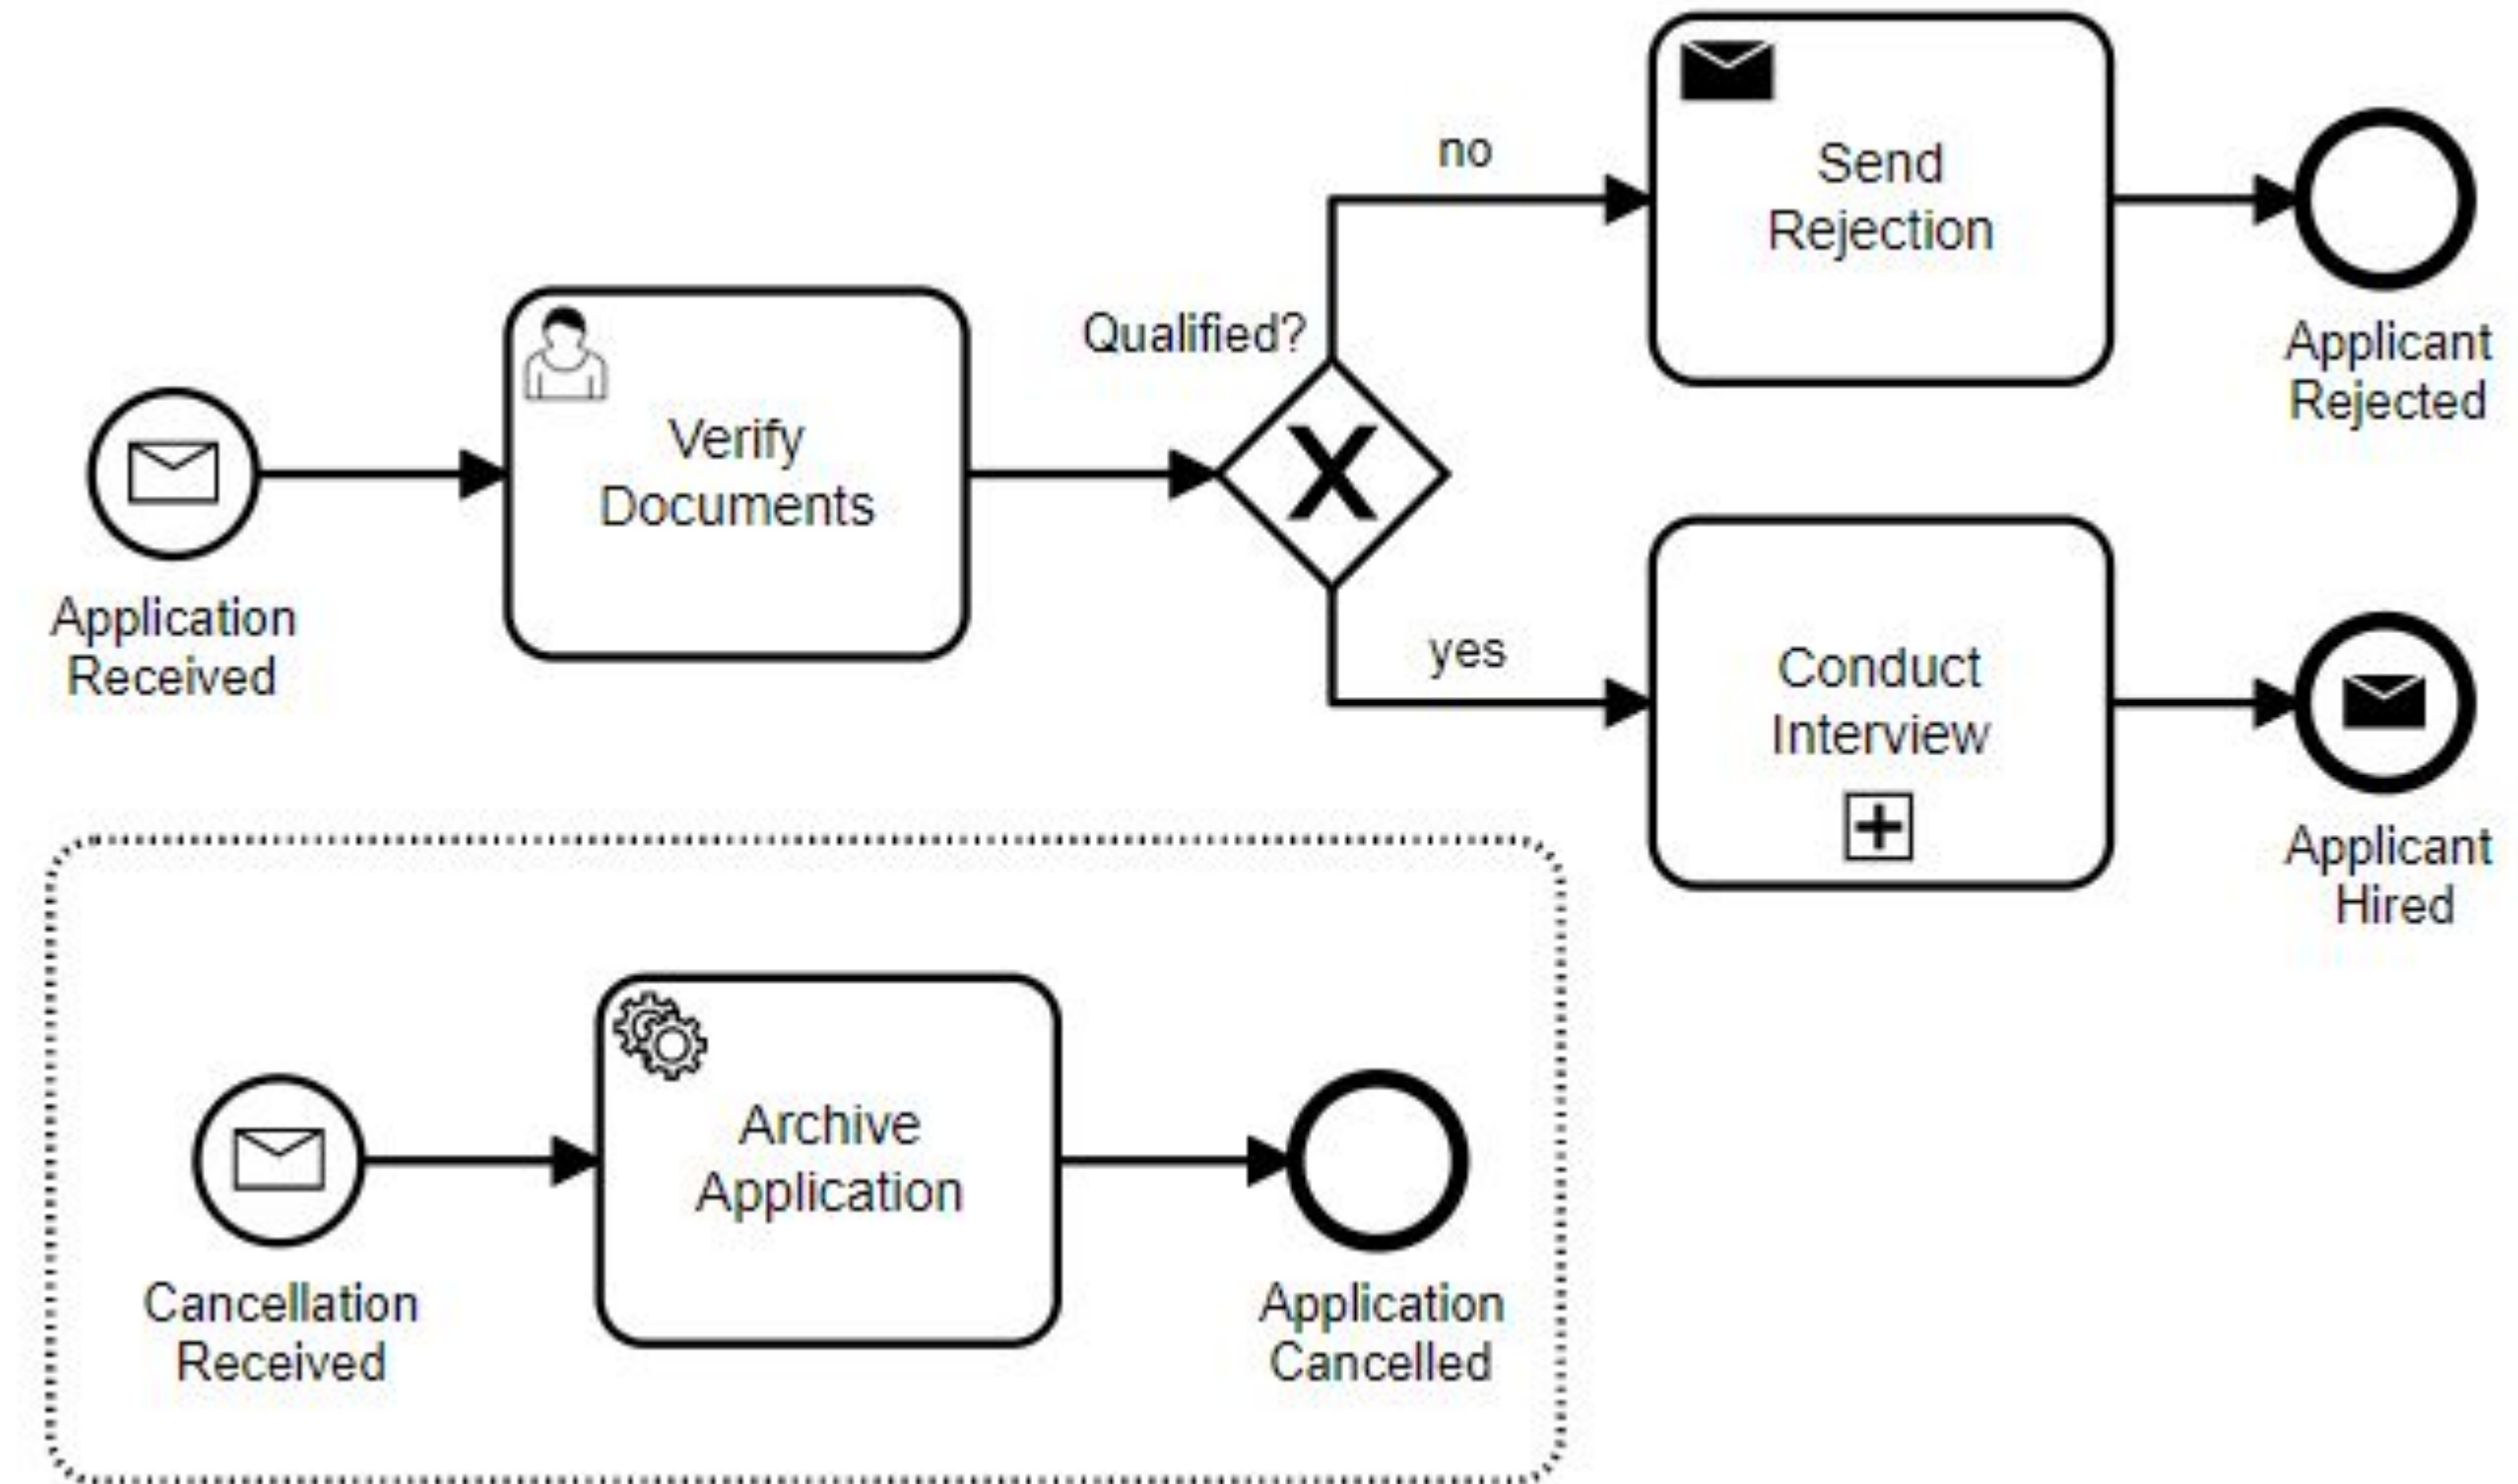 Application
Received
Verify
Documents
Qualified?
no
Send
Rejection
Applicant
Rejected
yes
Conduct
Interview
Applicant
Hired
Cancellation
Received
Archive
Application
Application
Cancelled